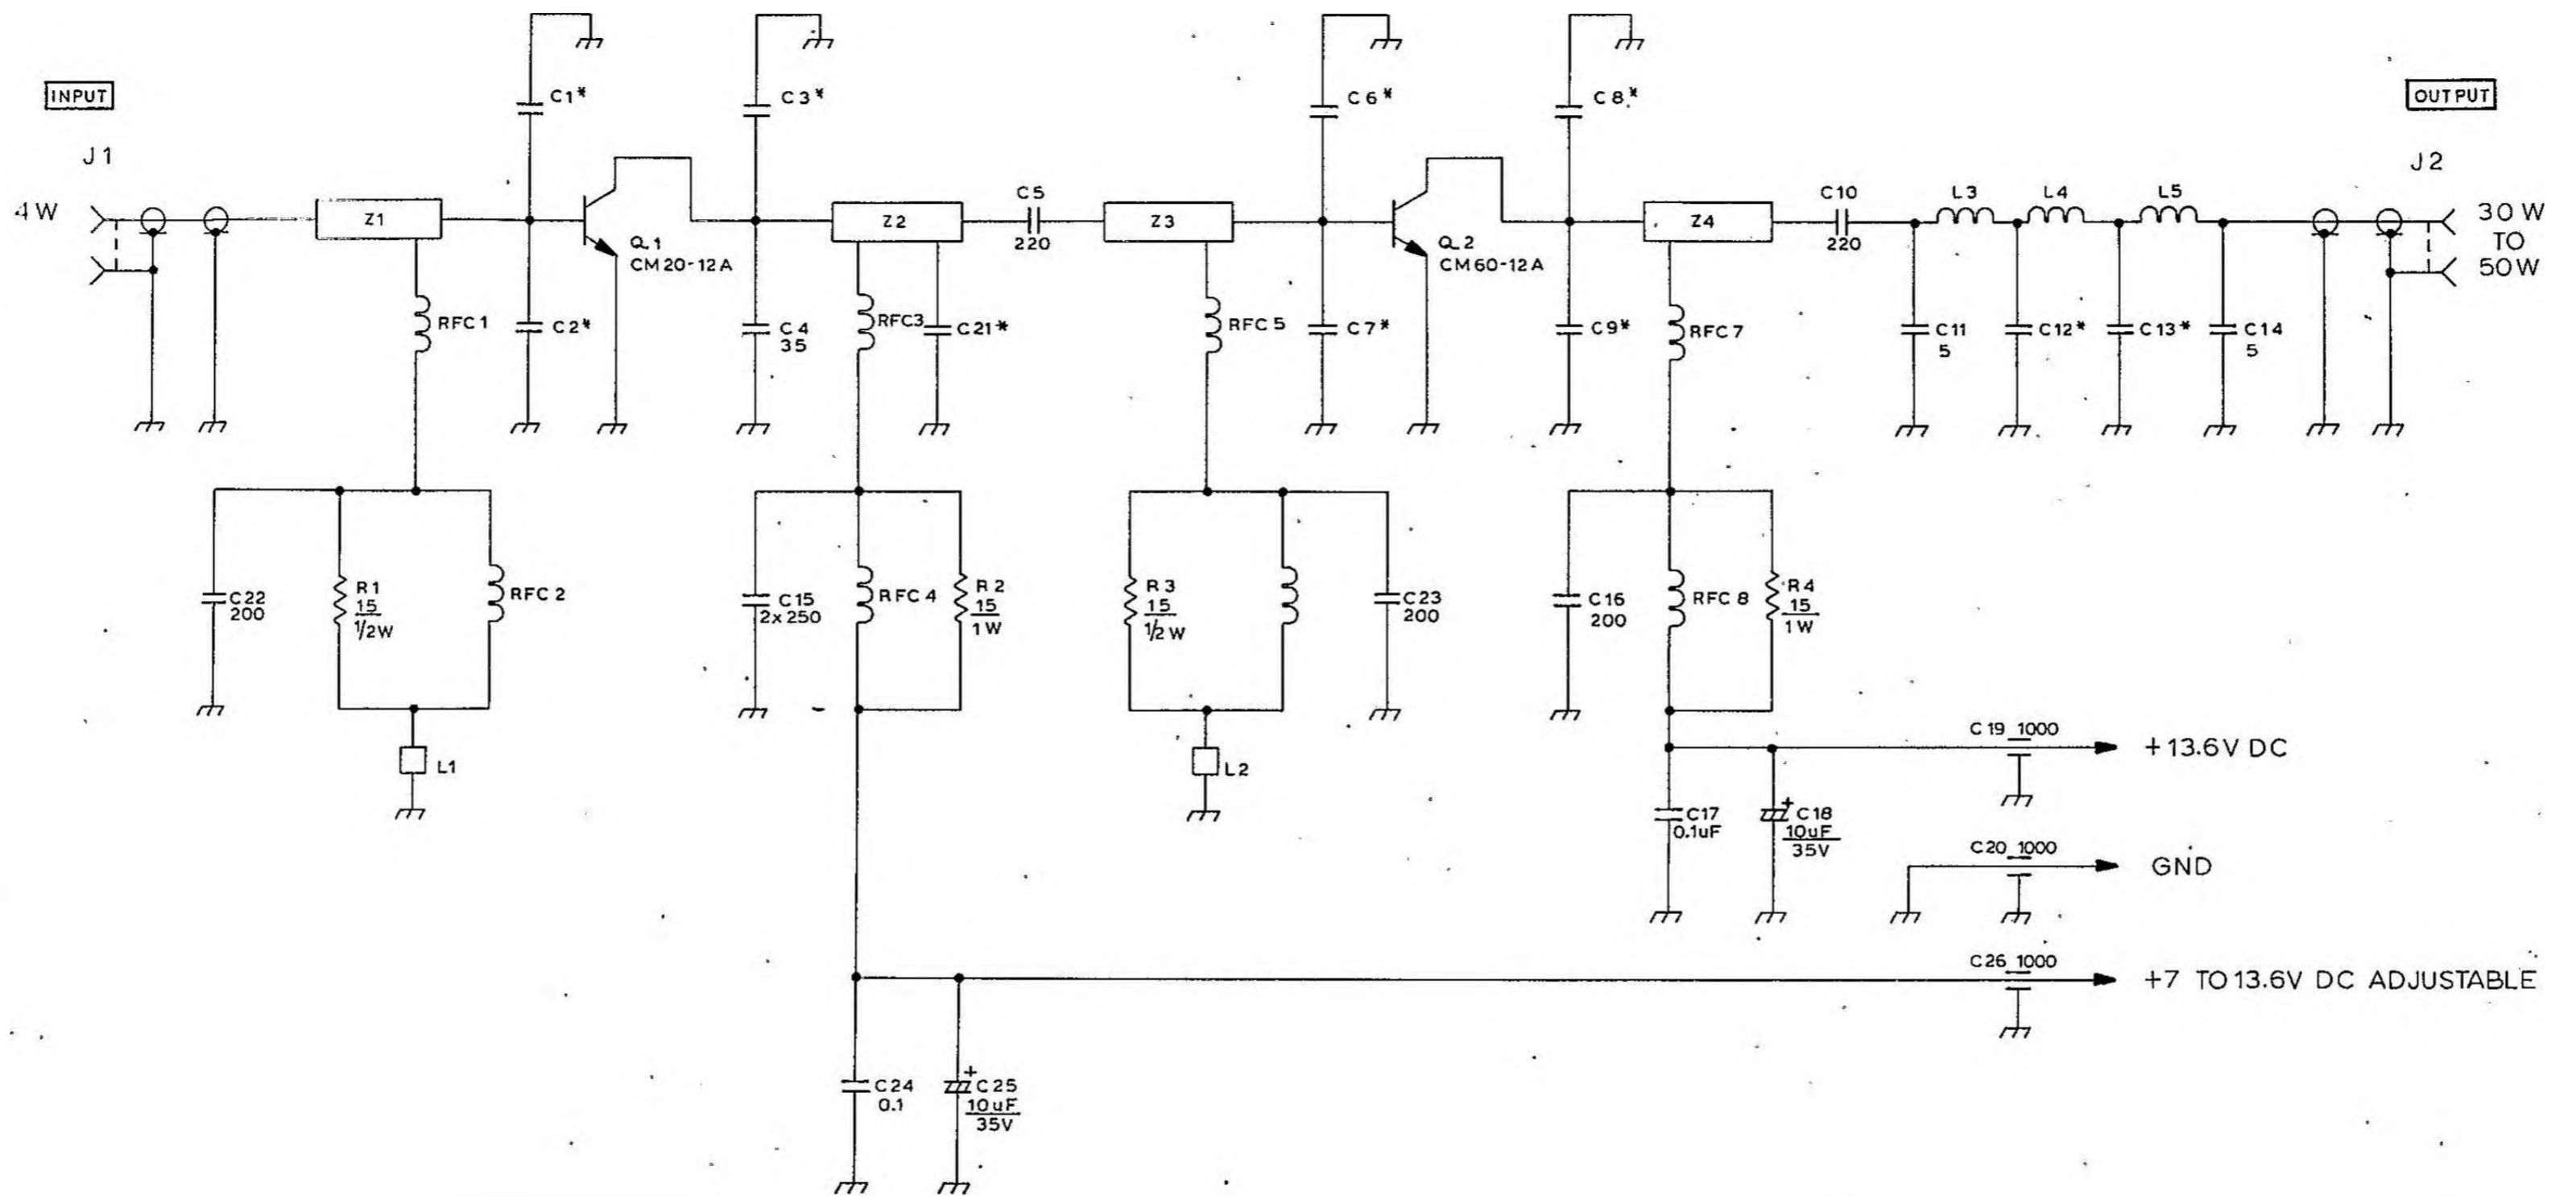 INPUT
OUTPUT
J1
J2
4W
Z1
RFC1
C1*
C2*
Q1
CM20-12A
C3*
C4
35
Z2
RFC3
C21*
C5
220
Z3
RFC5
C6*
C7*
Q2
CM60-12A
C8*
C9*
Z4
RFC7
C10
220
L3
L4
L5
C11
5
C12*
C13*
C14
5
30W
TO
50W
C22
200
R1
15
1/2W
RFC2
L1
C15
2x250
RFC4
R2
15
1W
R3
15
1/2W
C23
200
L2
C16
200
RFC8
R4
15
1W
C17
0.1uF
+
C18
10uF
35V
C19 1000
+13.6V DC
C20 1000
GND
C26 1000
+7 TO 13.6V DC ADJUSTABLE
C24
0.1
+
C25
10uF
35V